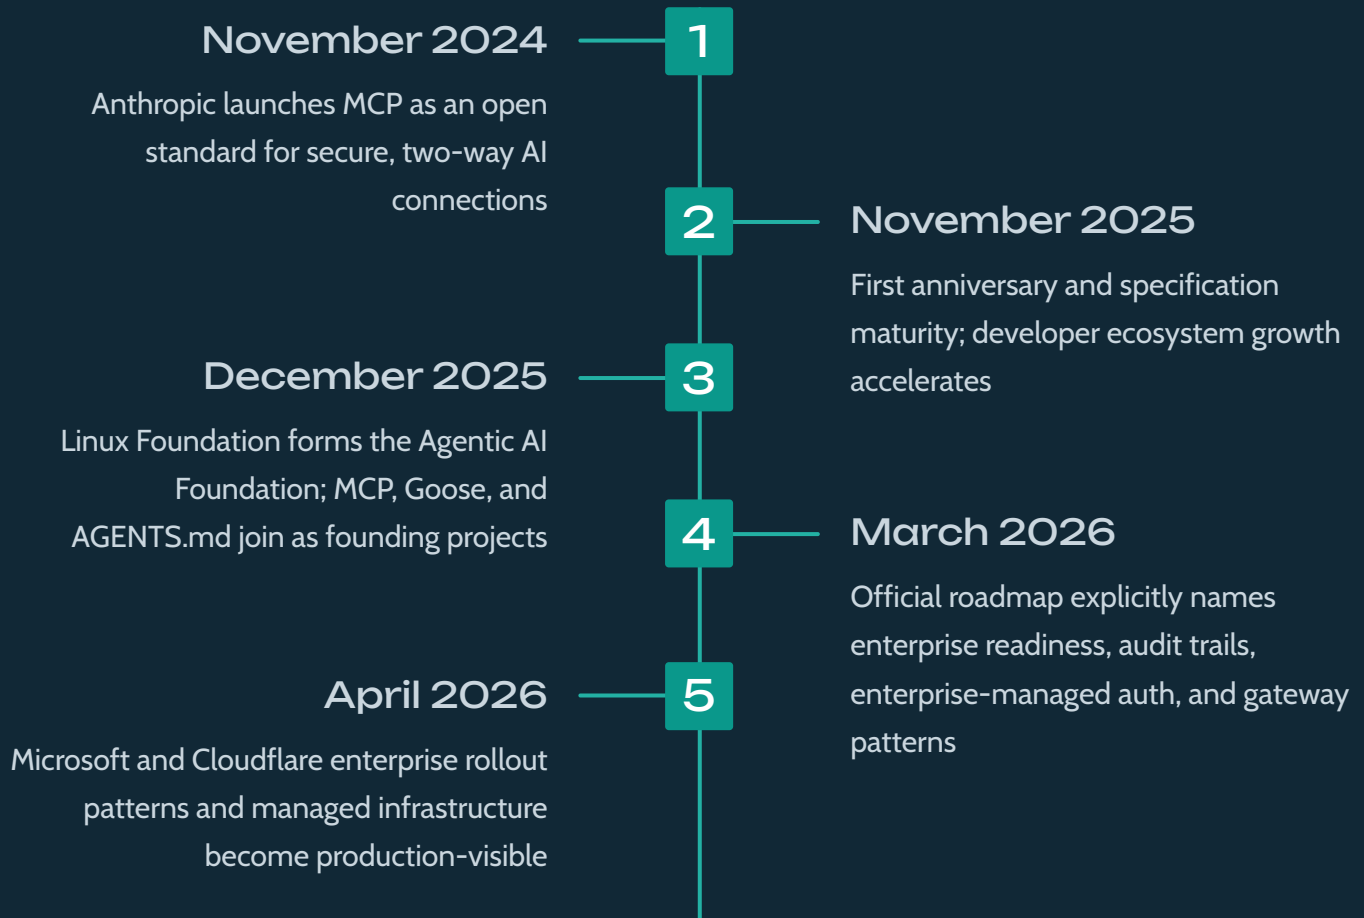 1
November 2024
Anthropic launches MCP as an open
standard for secure, two-way AI
connections
2
November 2025
First anniversary and specification
maturity; developer ecosystem growth
accelerates
3
December 2025
Linux Foundation forms the Agentic AI
Foundation; MCP, Goose, and
AGENTS.md join as founding projects
4
March 2026
Official roadmap explicitly names
enterprise readiness, audit trails,
enterprise-managed auth, and gateway
patterns
5
April 2026
Microsoft and Cloudflare enterprise rollout
patterns and managed infrastructure
become production-visible